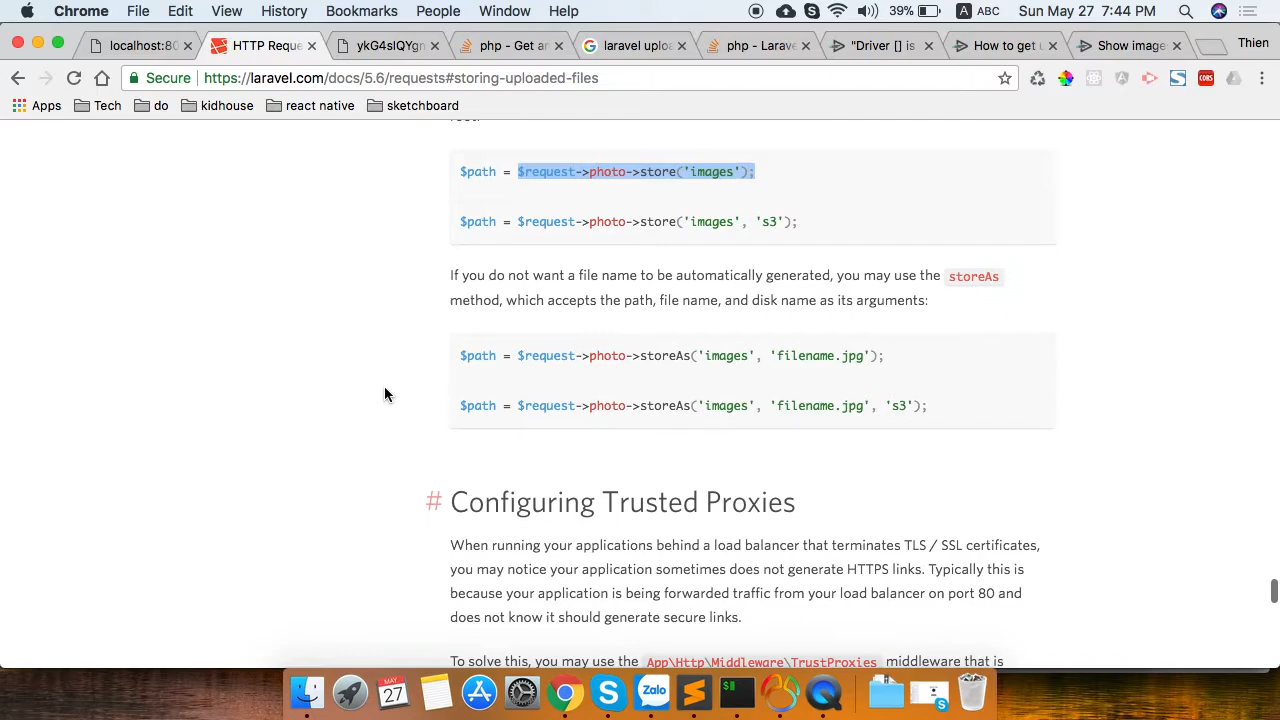 Chrome File Edit View History Bookmarks People Window Help 39% A ABC Sun May 27 7:44 PM
localhost:80 HTTP Reque ykG4slQYgn php - Get ar laravel uploa php - Larave "Driver [] is How to get u Show image Thien
Secure https://laravel.com/docs/5.6/requests#storing-uploaded-files
Apps Tech do kidhouse react native sketchboard
$path = $request->photo->store('images');
$path = $request->photo->store('images', 's3');
If you do not want a file name to be automatically generated, you may use the storeAs
method, which accepts the path, file name, and disk name as its arguments:
$path = $request->photo->storeAs('images', 'filename.jpg');
$path = $request->photo->storeAs('images', 'filename.jpg', 's3');
# Configuring Trusted Proxies
When running your applications behind a load balancer that terminates TLS / SSL certificates,
you may notice your application sometimes does not generate HTTPS links. Typically this is
because your application is being forwarded traffic from your load balancer on port 80 and
does not know it should generate secure links.
To solve this, you may use the App\Http\Middleware\TrustProxies middleware that is
MAY
27
Zalo